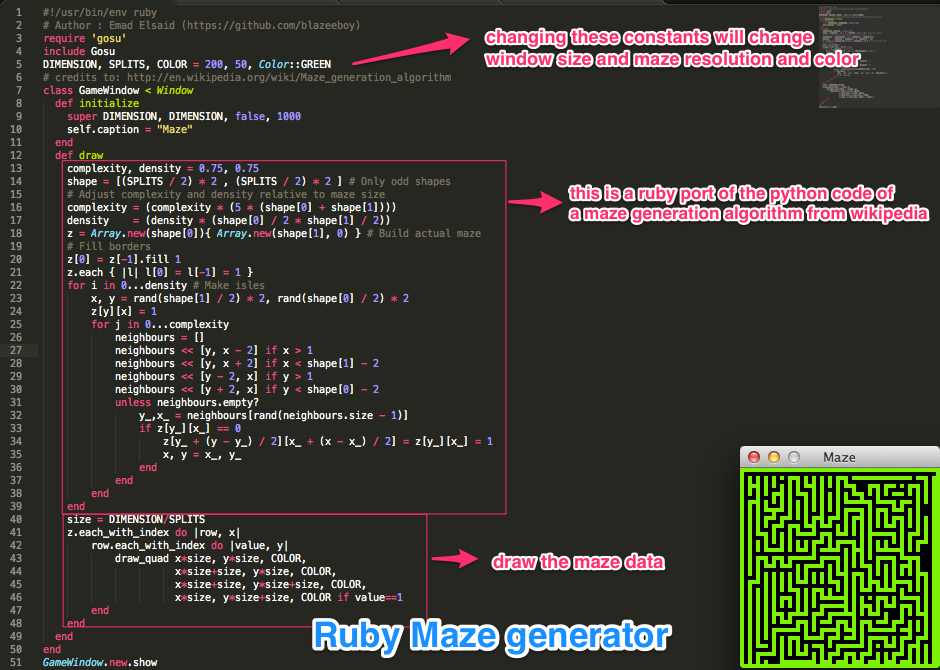 1 #!/usr/bin/env ruby
2 # Author : Emad Elsaid (https://github.com/blazeeboy)
3 require 'gosu'
4 include Gosu
5 DIMENSION, SPLITS, COLOR = 200, 50, Color::GREEN
6 # credits to: http://en.wikipedia.org/wiki/Maze_generation_algorithm
7 class GameWindow < Window
8 def initialize
9 super DIMENSION, DIMENSION, false, 1000
10 self.caption = "Maze"
11 end
12 def draw
13 complexity, density = 0.75, 0.75
14 shape = [(SPLITS / 2) * 2 , (SPLITS / 2) * 2 ] # Only odd shapes
15 # Adjust complexity and density relative to maze size
16 complexity = (complexity * (5 * (shape[0] + shape[1])))
17 density = (density * (shape[0] / 2 * shape[1] / 2))
18 z = Array.new(shape[0]){ Array.new(shape[1], 0) } # Build actual maze
19 # Fill borders
20 z[0] = z[-1].fill 1
21 z.each { |l| l[0] = l[-1] = 1 }
22 for i in 0...density # Make isles
23 x, y = rand(shape[1] / 2) * 2, rand(shape[0] / 2) * 2
24 z[y][x] = 1
25 for j in 0...complexity
26 neighbours = []
27 neighbours << [y, x - 2] if x > 1
28 neighbours << [y, x + 2] if x < shape[1] - 2
29 neighbours << [y - 2, x] if y > 1
30 neighbours << [y + 2, x] if y < shape[0] - 2
31 unless neighbours.empty?
32 y_,x_ = neighbours[rand(neighbours.size - 1)]
33 if z[y_][x_] == 0
34 z[y_ + (y - y_) / 2][x_ + (x - x_) / 2] = z[y_][x_] = 1
35 x, y = x_, y_
36 end
37 end
38 end
39 end
40 size = DIMENSION/SPLITS
41 z.each_with_index do |row, x|
42 row.each_with_index do |value, y|
43 draw_quad x*size, y*size, COLOR,
44 x*size+size, y*size, COLOR,
45 x*size+size, y*size+size, COLOR,
46 x*size, y*size+size, COLOR if value==1
47 end
48 end
49 end
50 end
51 GameWindow.new.show
changing these constants will change
window size and maze resolution and color
this is a ruby port of the python code of
a maze generation algorithm from wikipedia
draw the maze data
Ruby Maze generator
Maze